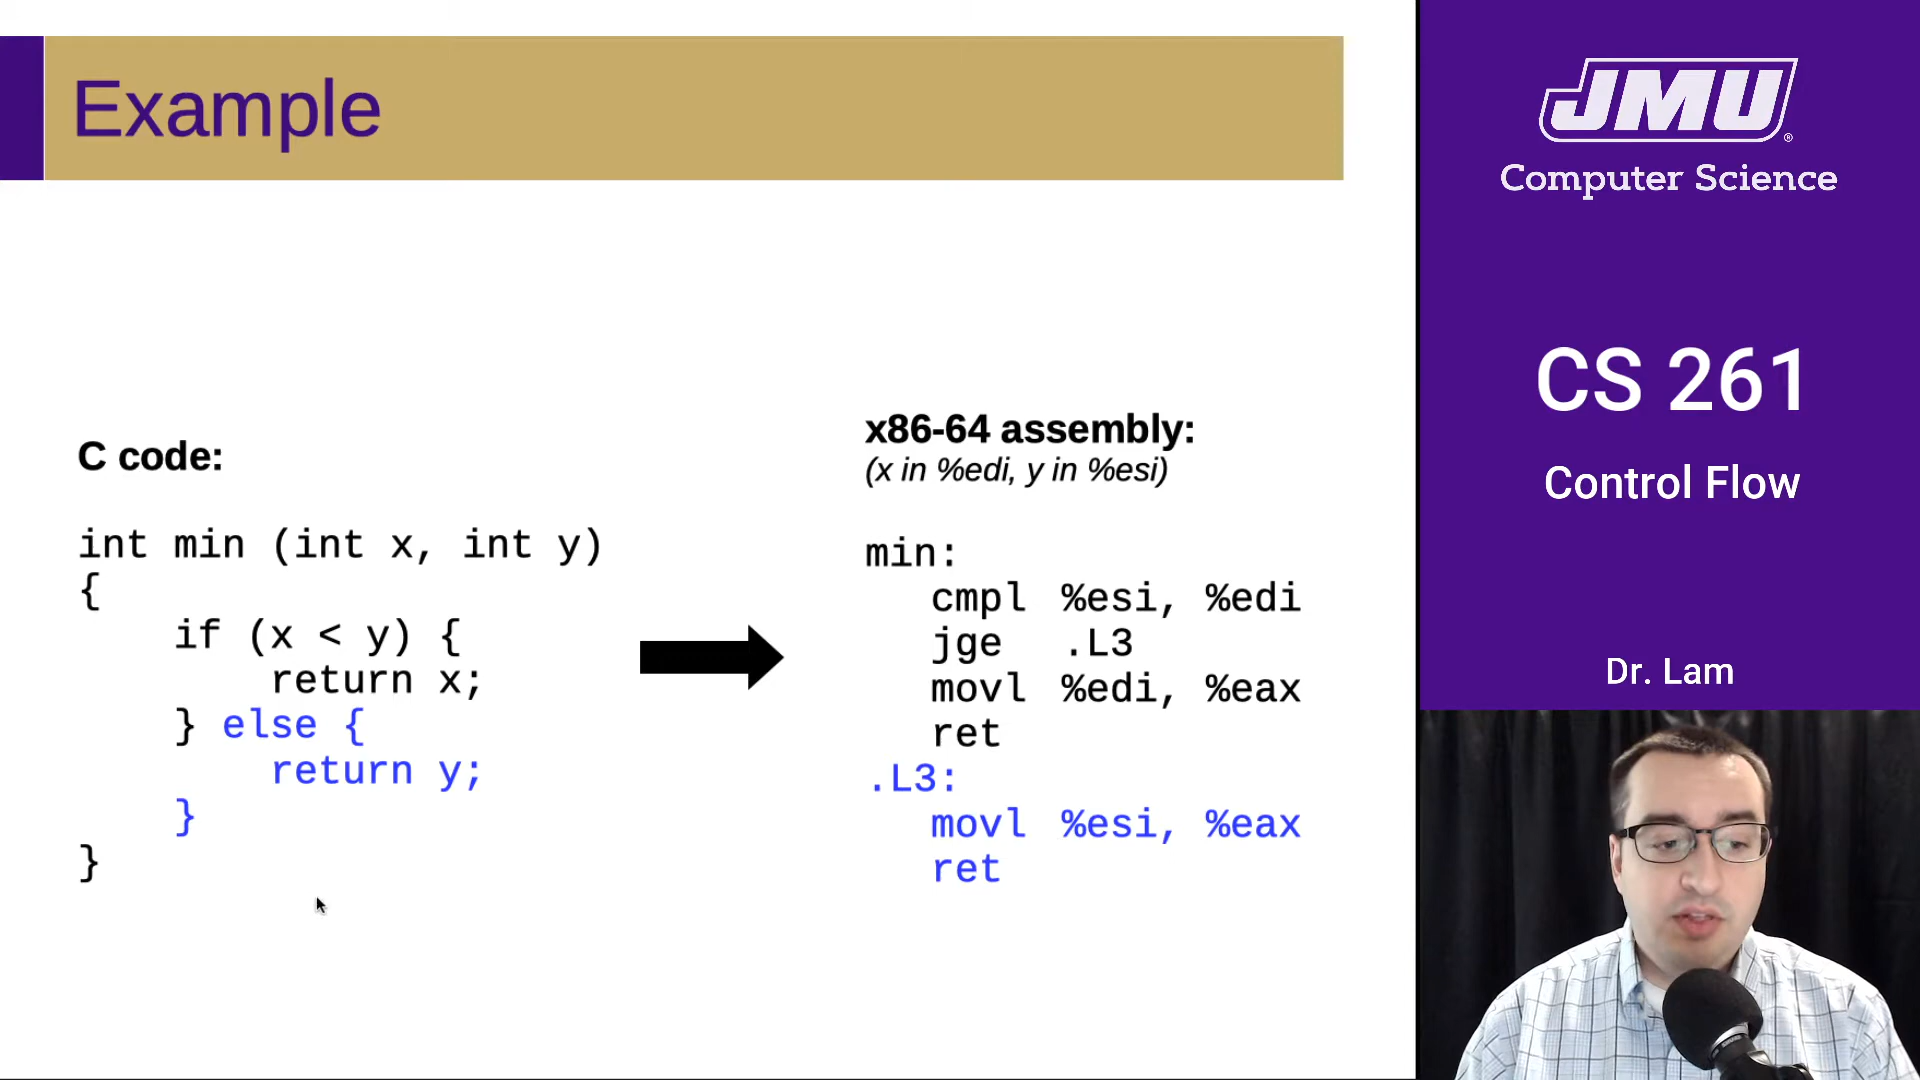 Example
C code:
int min (int x, int y)
{
    if (x < y) {
        return x;
    } else {
        return y;
    }
}
x86-64 assembly:
(x in %edi, y in %esi)
min:
   cmpl %esi, %edi
   jge .L3
   movl %edi, %eax
   ret
.L3:
   movl %esi, %eax
   ret
JMU®
Computer Science
CS 261
Control Flow
Dr. Lam